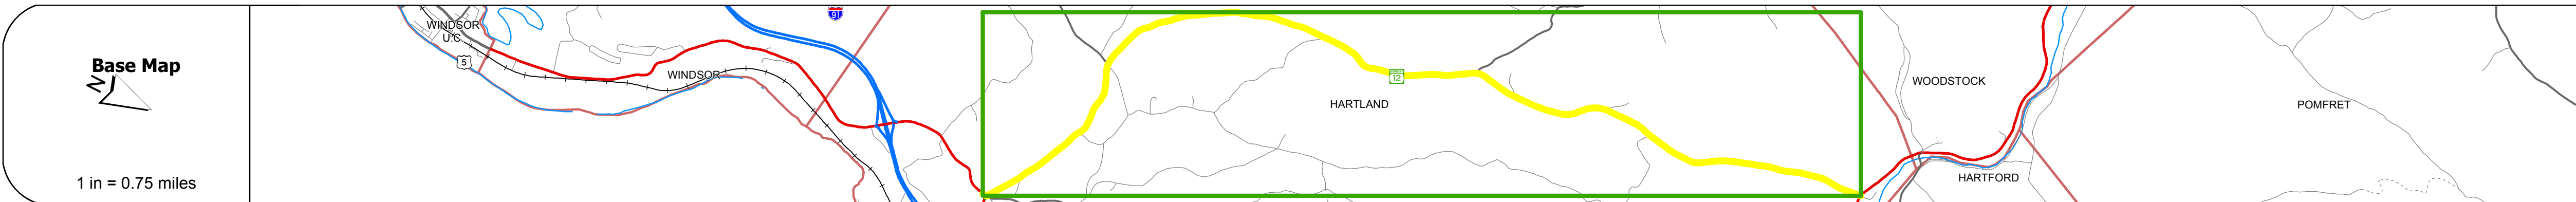 Base Map
N
1 in = 0.75 miles
WINDSOR
U.C.
5
WINDSOR
91
HARTLAND
12
WOODSTOCK
HARTFORD
POMFRET